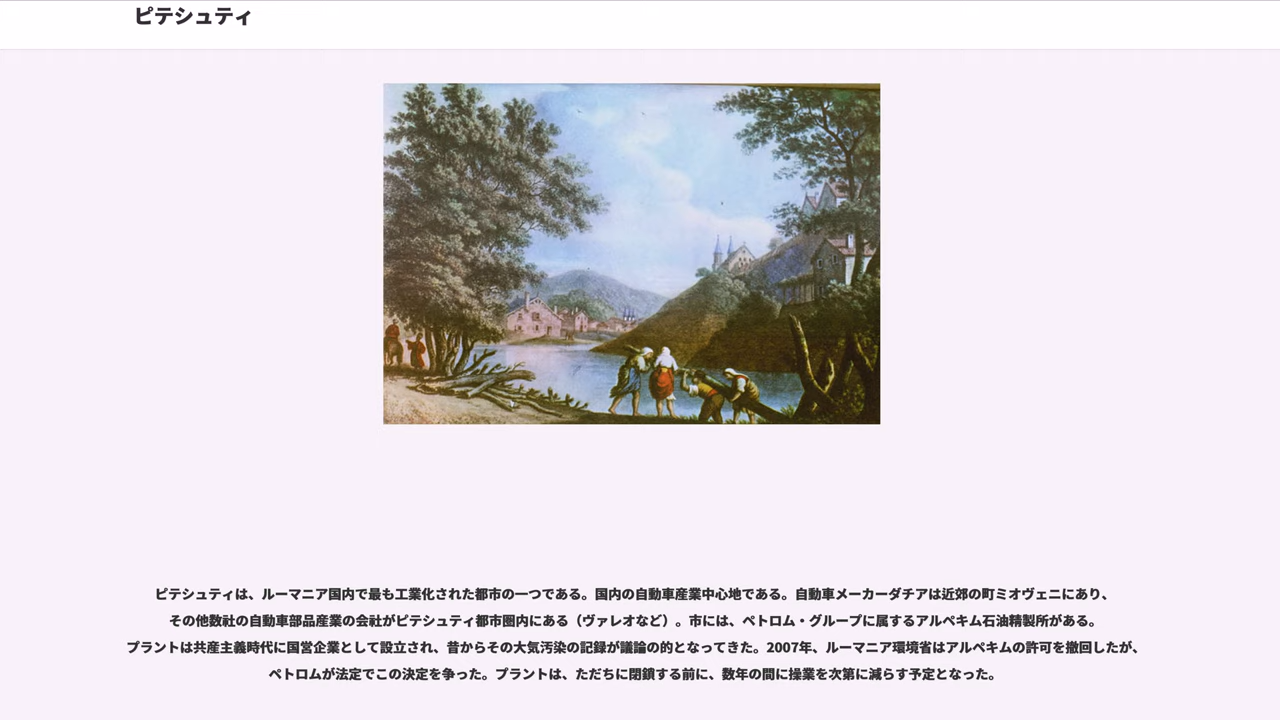 ピテシュティ
ピテシュティは、ルーマニア国内で最も工業化された都市の一つである。国内の自動車産業中心地である。自動車メーカーダチアは近郊の町ミオヴェニにあり、
その他数社の自動車部品産業の会社がピテシュティ都市圏内にある（ヴァレオなど）。市には、ペトロム・グループに属するアルペキム石油精製所がある。
プラントは共産主義時代に国営企業として設立され、昔からその大気汚染の記録が議論の的となってきた。2007年、ルーマニア環境省はアルペキムの許可を撤回したが、
ペトロムが法定でこの決定を争った。プラントは、ただちに閉鎖する前に、数年の間に操業を次第に減らす予定となった。